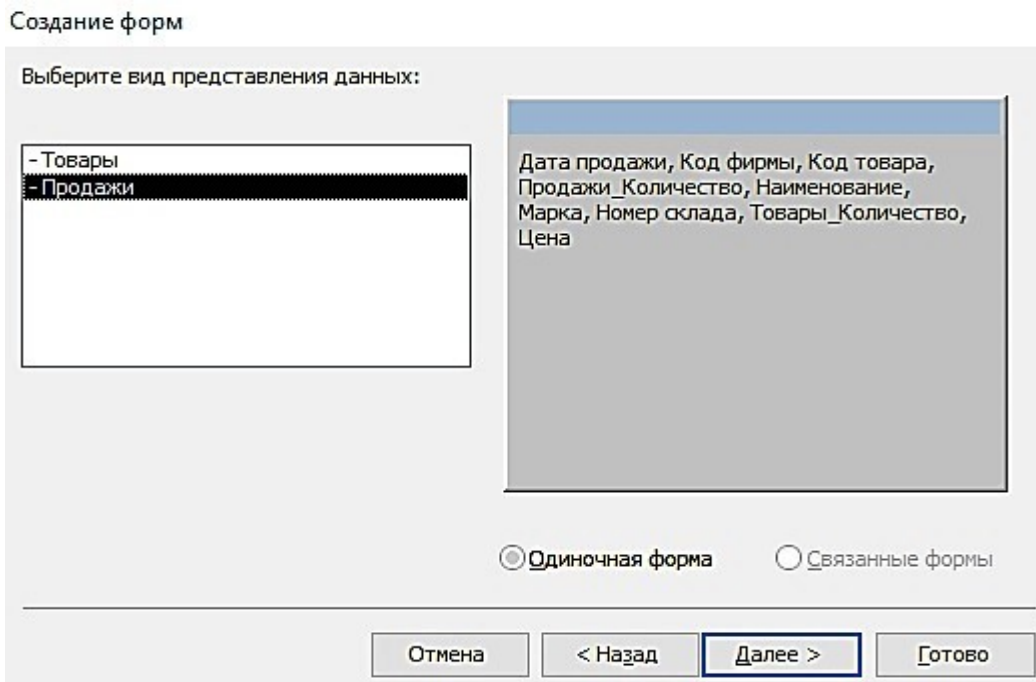 Создание форм
Выберите вид представления данных:
- Товары
- Продажи
Дата продажи, Код фирмы, Код товара,
Продажи_Количество, Наименование,
Марка, Номер склада, Товары_Количество,
Цена
Одиночная форма
Связанные формы
Отмена
< Назад
Далее >
Готово